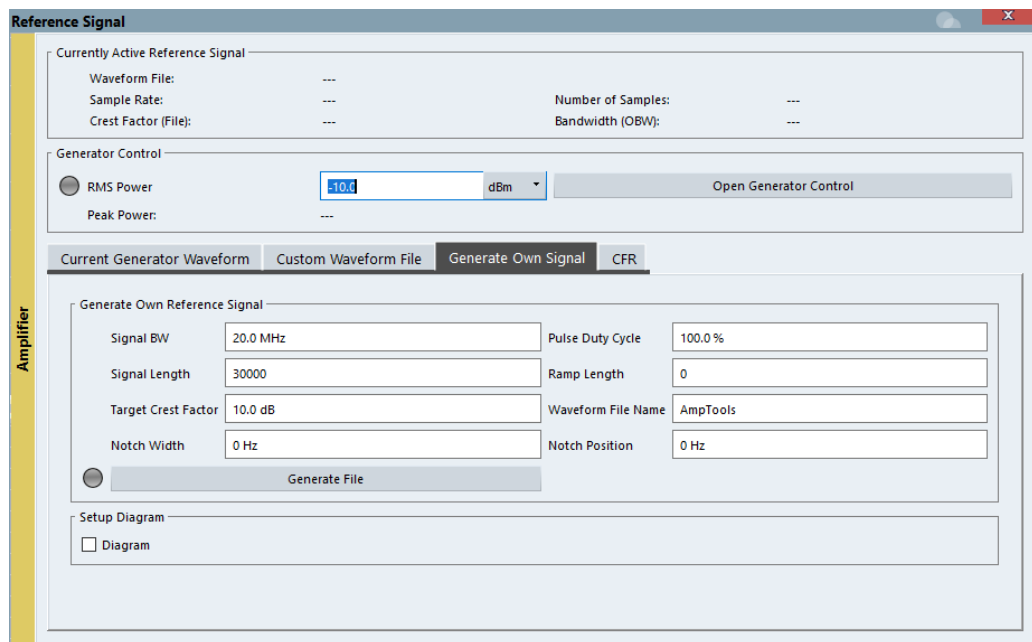 Reference Signal
x
Currently Active Reference Signal
Waveform File: ---
Sample Rate: --- Number of Samples: ---
Crest Factor (File): --- Bandwidth (OBW): ---
Generator Control
RMS Power -10.0 dBm Open Generator Control
Peak Power: ---
Current Generator Waveform Custom Waveform File Generate Own Signal CFR
Amplifier
Generate Own Reference Signal
Signal BW 20.0 MHz Pulse Duty Cycle 100.0 %
Signal Length 30000 Ramp Length 0
Target Crest Factor 10.0 dB Waveform File Name AmpTools
Notch Width 0 Hz Notch Position 0 Hz
Generate File
Setup Diagram
Diagram